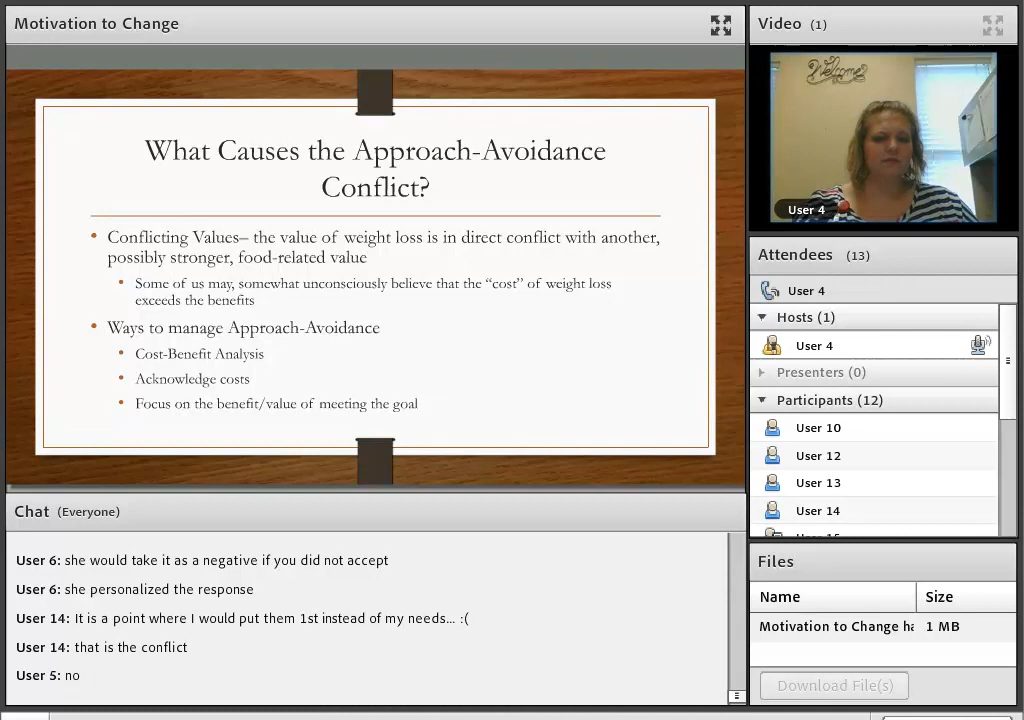 Motivation to Change
What Causes the Approach-Avoidance
Conflict?
• Conflicting Values– the value of weight loss is in direct conflict with another,
possibly stronger, food-related value
• Some of us may, somewhat unconsciously believe that the “cost” of weight loss
exceeds the benefits
• Ways to manage Approach-Avoidance
• Cost-Benefit Analysis
• Acknowledge costs
• Focus on the benefit/value of meeting the goal
Chat (Everyone)
User 6: she would take it as a negative if you did not accept
User 6: she personalized the response
User 14: It is a point where I would put them 1st instead of my needs... :(
User 14: that is the conflict
User 5: no
Video (1)
Welcome
User 4
Attendees (13)
User 4
Hosts (1)
User 4
Presenters (0)
Participants (12)
User 10
User 12
User 13
User 14
Files
Name Size
Motivation to Change ha 1 MB
Download File(s)